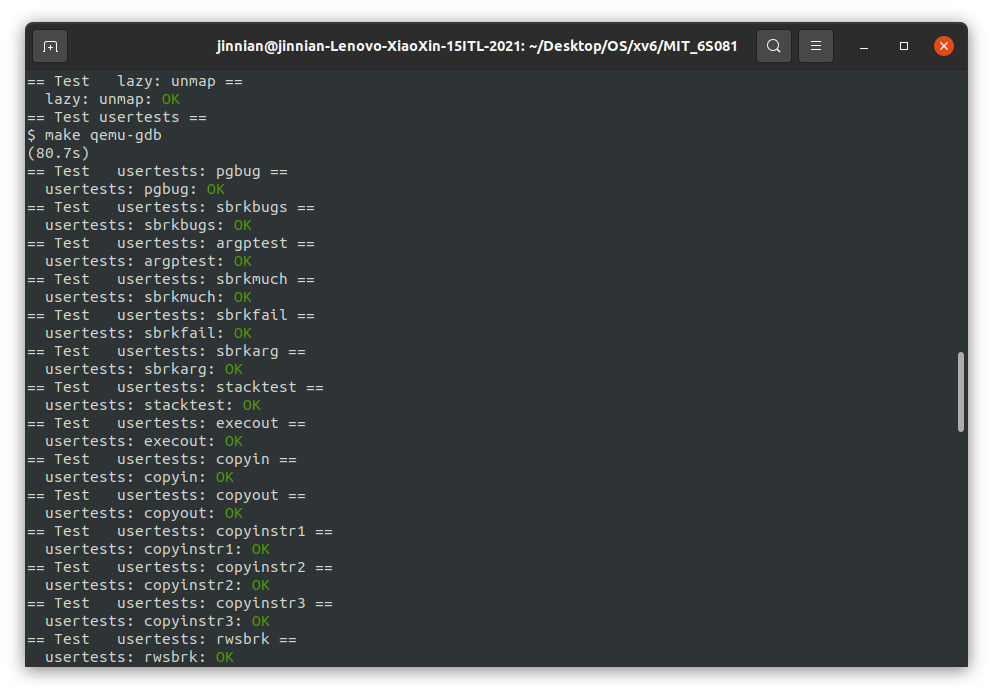 jinnian@jinnian-Lenovo-XiaoXin-15ITL-2021: ~/Desktop/OS/xv6/MIT_6S081
== Test   lazy: unmap ==
  lazy: unmap: OK
== Test usertests ==
$ make qemu-gdb
(80.7s)
== Test   usertests: pgbug ==
  usertests: pgbug: OK
== Test   usertests: sbrkbugs ==
  usertests: sbrkbugs: OK
== Test   usertests: argptest ==
  usertests: argptest: OK
== Test   usertests: sbrkmuch ==
  usertests: sbrkmuch: OK
== Test   usertests: sbrkfail ==
  usertests: sbrkfail: OK
== Test   usertests: sbrkarg ==
  usertests: sbrkarg: OK
== Test   usertests: stacktest ==
  usertests: stacktest: OK
== Test   usertests: execout ==
  usertests: execout: OK
== Test   usertests: copyin ==
  usertests: copyin: OK
== Test   usertests: copyout ==
  usertests: copyout: OK
== Test   usertests: copyinstr1 ==
  usertests: copyinstr1: OK
== Test   usertests: copyinstr2 ==
  usertests: copyinstr2: OK
== Test   usertests: copyinstr3 ==
  usertests: copyinstr3: OK
== Test   usertests: rwsbrk ==
  usertests: rwsbrk: OK